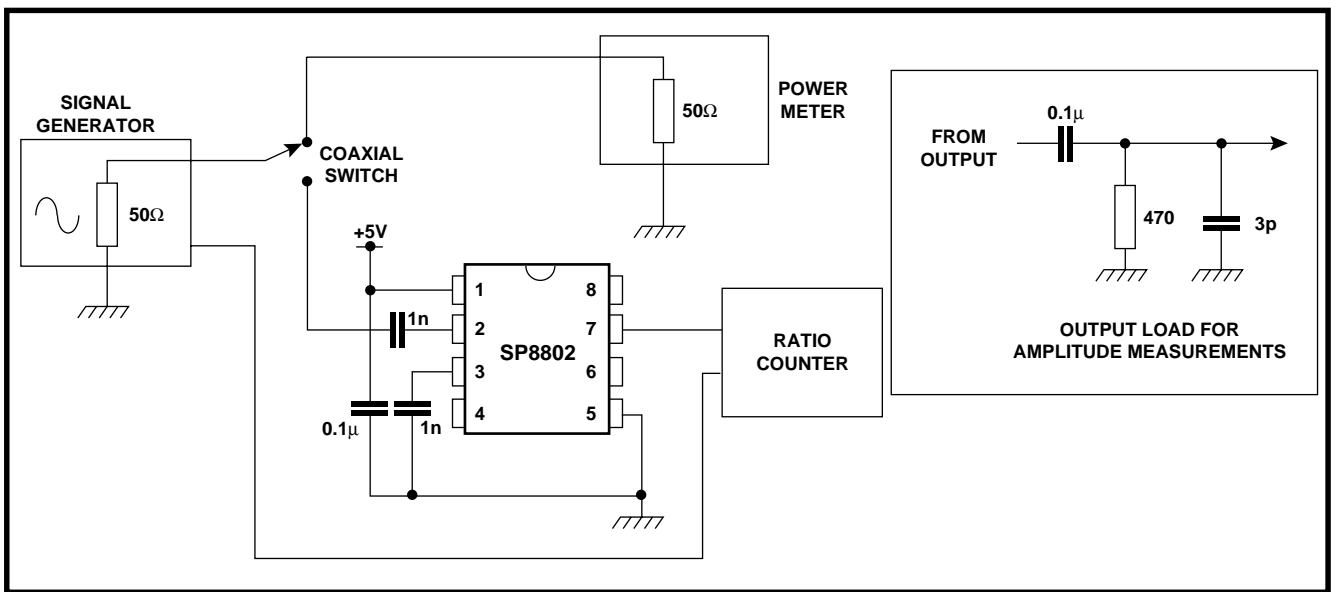 SIGNAL
GENERATOR
50Ω
COAXIAL
SWITCH
50Ω
POWER
METER
+5V
1n
0.1μ
1n
1
2
3
4
8
7
6
5
SP8802
RATIO
COUNTER
FROM
OUTPUT
0.1μ
470
3p
OUTPUT LOAD FOR
AMPLITUDE MEASUREMENTS